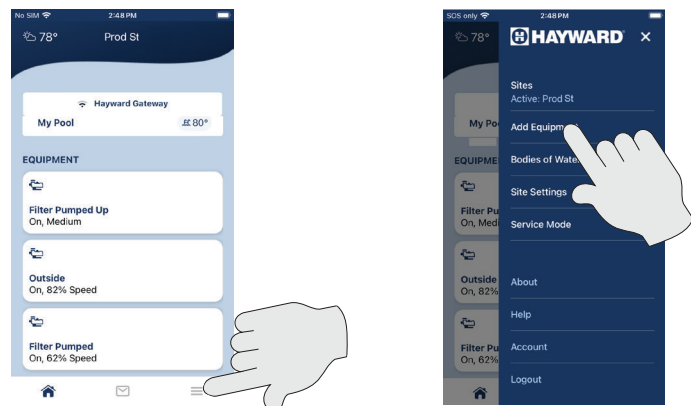 No SIM 2:48 PM
78° Prod St
Hayward Gateway
My Pool 80°
EQUIPMENT
Filter Pumped Up
On, Medium
Outside
On, 82% Speed
Filter Pumped
On, 62% Speed
SOS only 2:48 PM
78° HAYWARD ×
Sites
Active: Prod St
My Po
Add Equipm
EQUIPME
Bodies of Wate
Site Settings
Filter Pu
On, Medi
Service Mode
Outside
On, 82%
About
Help
Filter Pu
On, 62%
Account
Logout